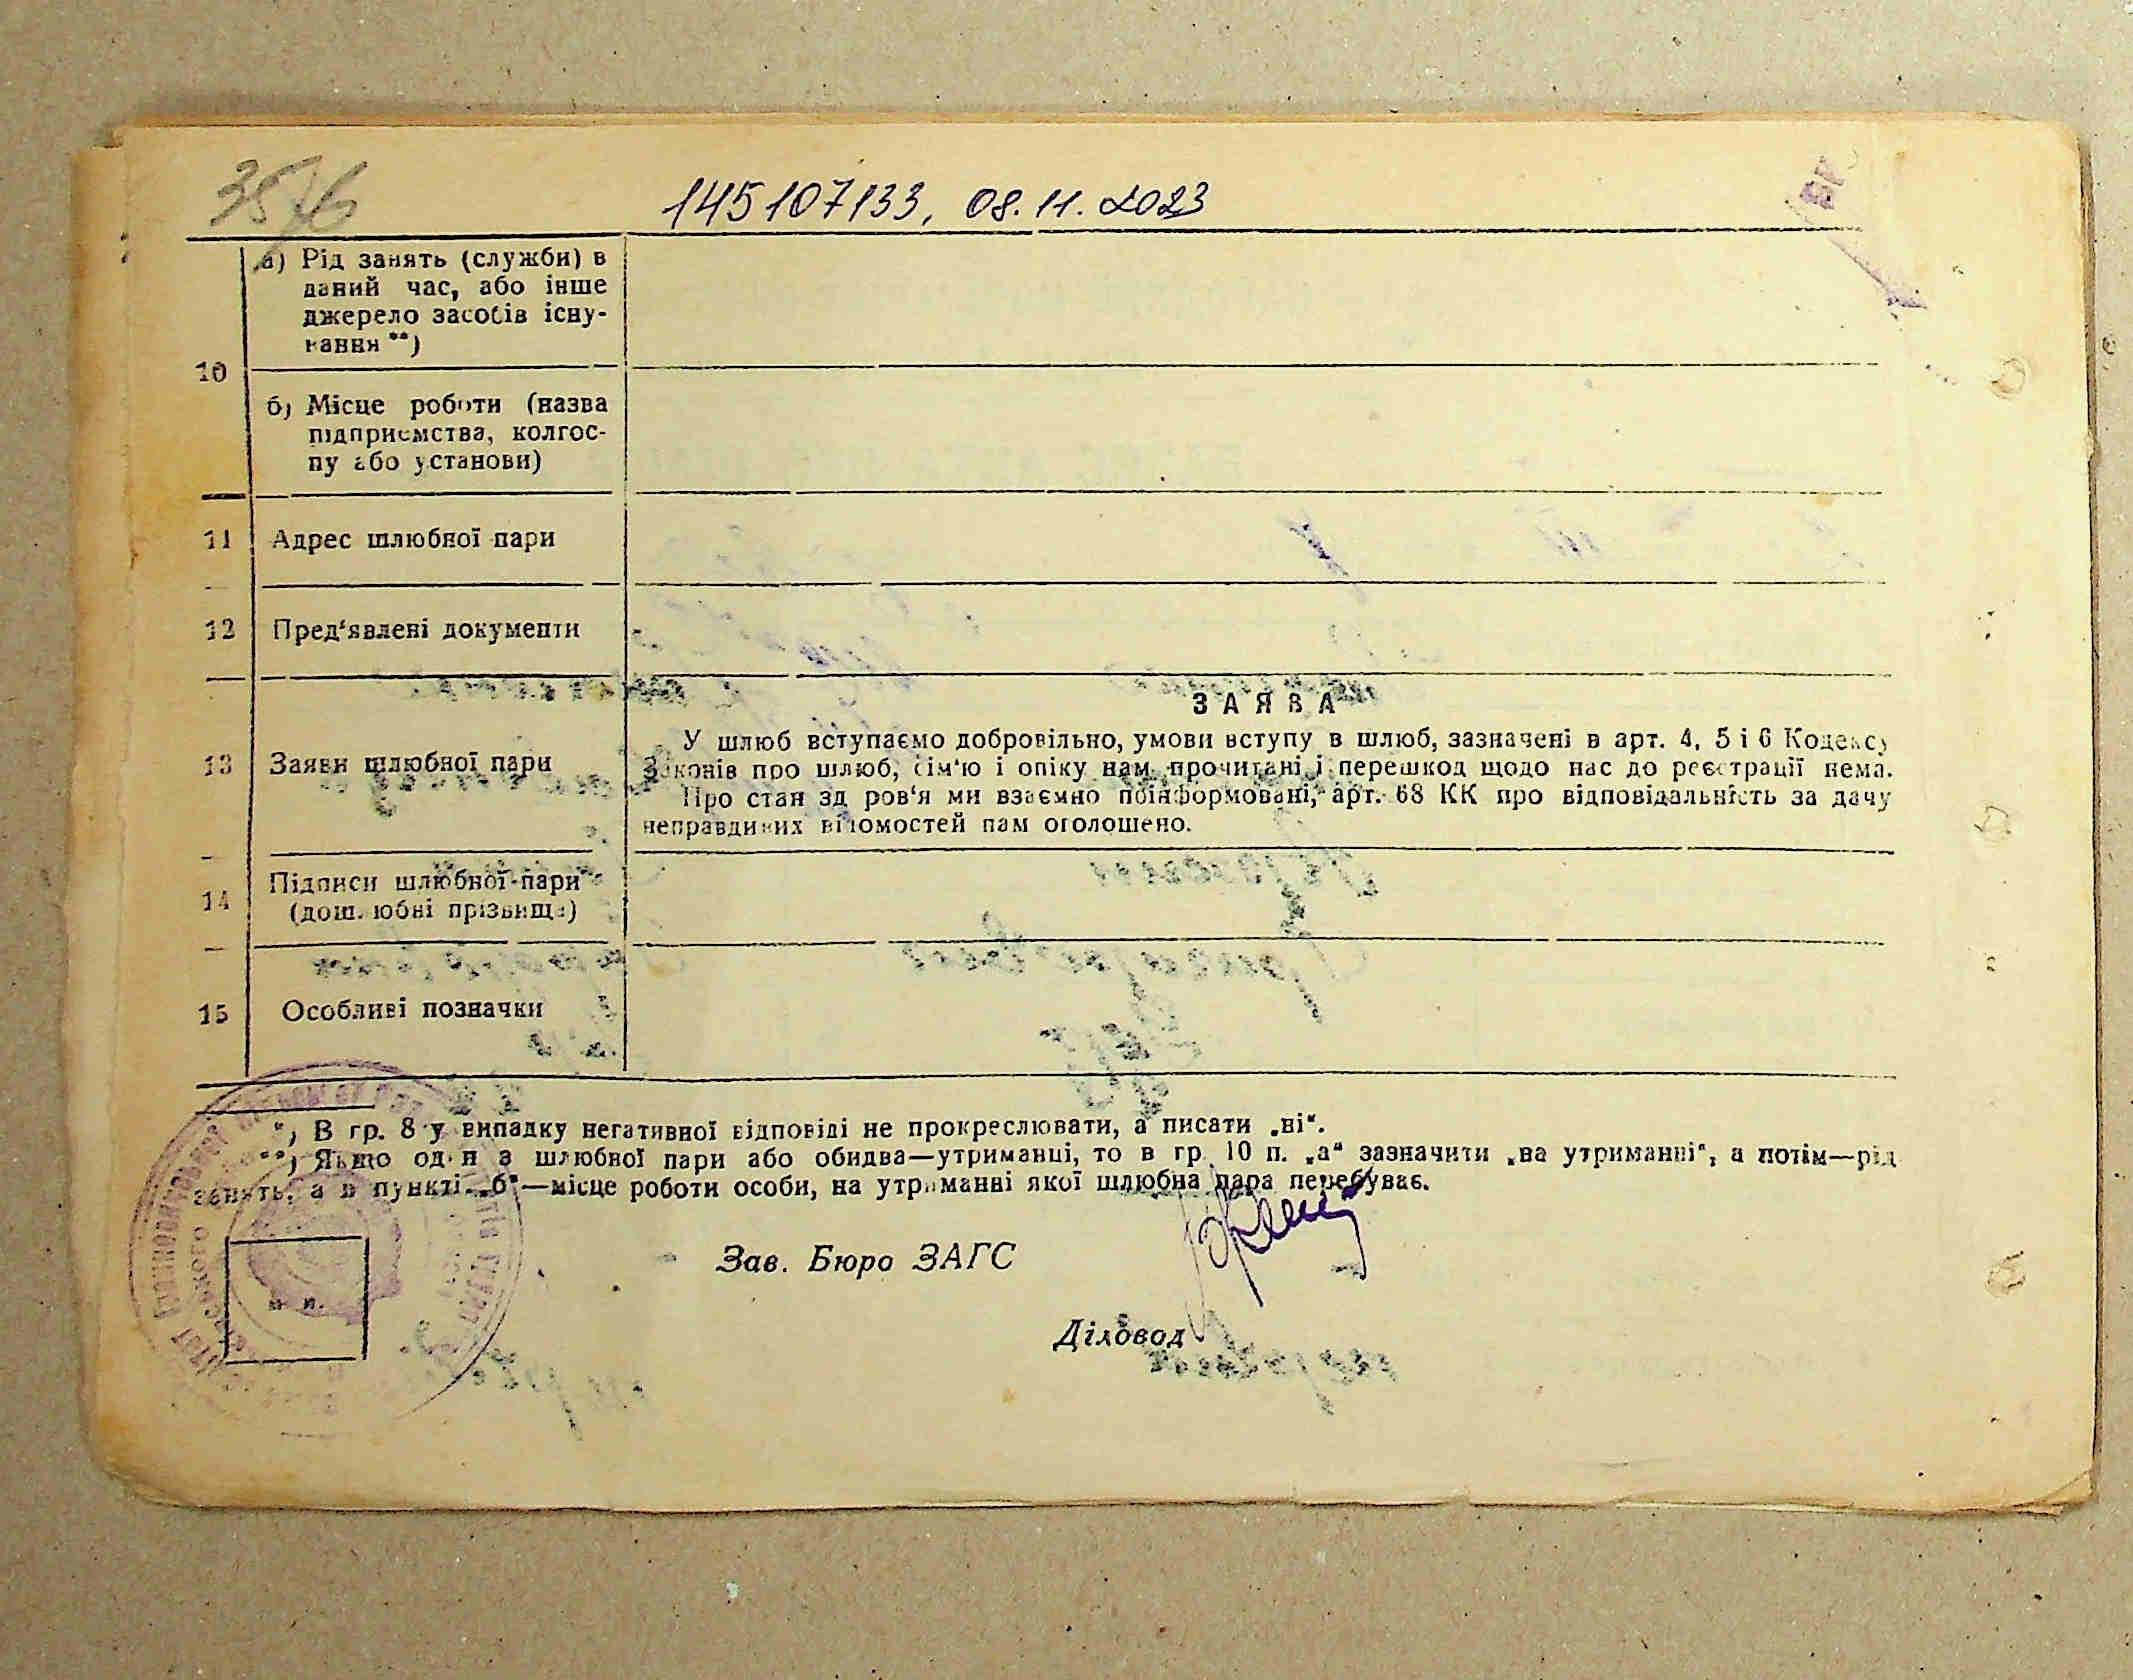 145107133, 08.11.2023
10
а) Рід занять (служби) в
даний час, або інше
джерело засобів існу-
вання **)
б) Місце роботи (назва
підприємства, колгос-
пу або установи)
11 Адрес шлюбної пари
12 Пред'явлені документи
13 Заяви шлюбної пари
ЗАЯВА
У шлюб вступаємо добровільно, умови вступу в шлюб, зазначені в арт. 4, 5 і 6 Кодексу
Законів про шлюб, сім'ю і опіку нам прочитані і перешкод щодо нас до реєстрації нема.
Про стан здоров'я ми взаємно поінформовані, арт. 68 КК про відповідальність за дачу
неправдивих відомостей нам оголошено.
14 Підписи шлюбної пари
(дошлюбні прізвища)
15 Особливі позначки
*) В гр. 8 у випадку негативної відповіді не прокреслювати, а писати „ні“.
**) Якщо один з шлюбної пари або обидва—утриманці, то в гр. 10 п. „а“ зазначити „на утриманні“, а потім—рід
занять, а в пункті „б“—місце роботи особи, на утриманні якої шлюбна пара перебуває.
Зав. Бюро ЗАГС
м. п.
Діловод